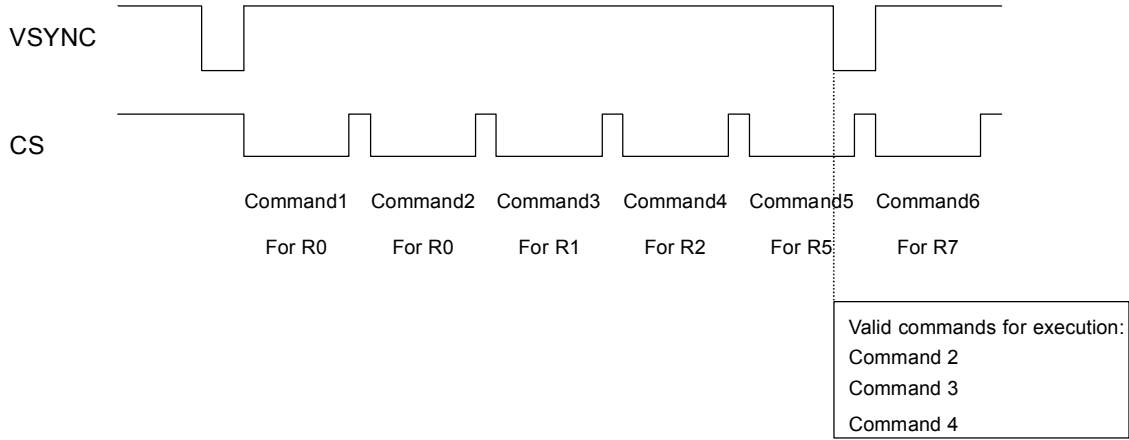 VSYNC
CS
Command1 Command2 Command3 Command4 Command5 Command6
For R0 For R0 For R1 For R2 For R5 For R7
Valid commands for execution:
Command 2
Command 3
Command 4